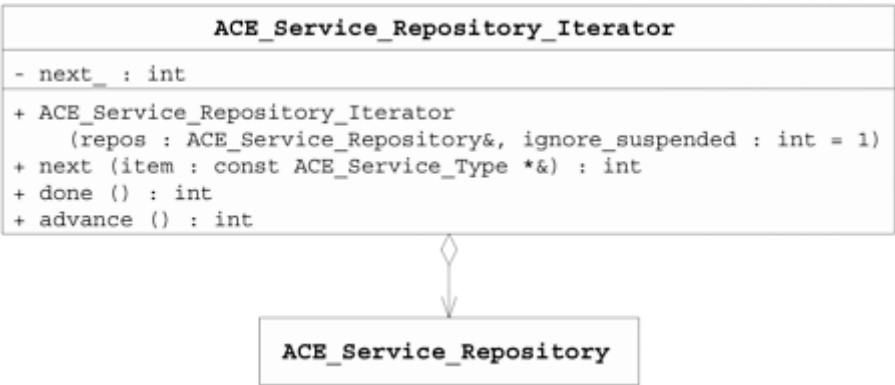 ACE_Service_Repository_Iterator
- next_ : int
+ ACE_Service_Repository_Iterator
(repos : ACE_Service_Repository&, ignore_suspended : int = 1)
+ next (item : const ACE_Service_Type *&) : int
+ done () : int
+ advance () : int
ACE_Service_Repository